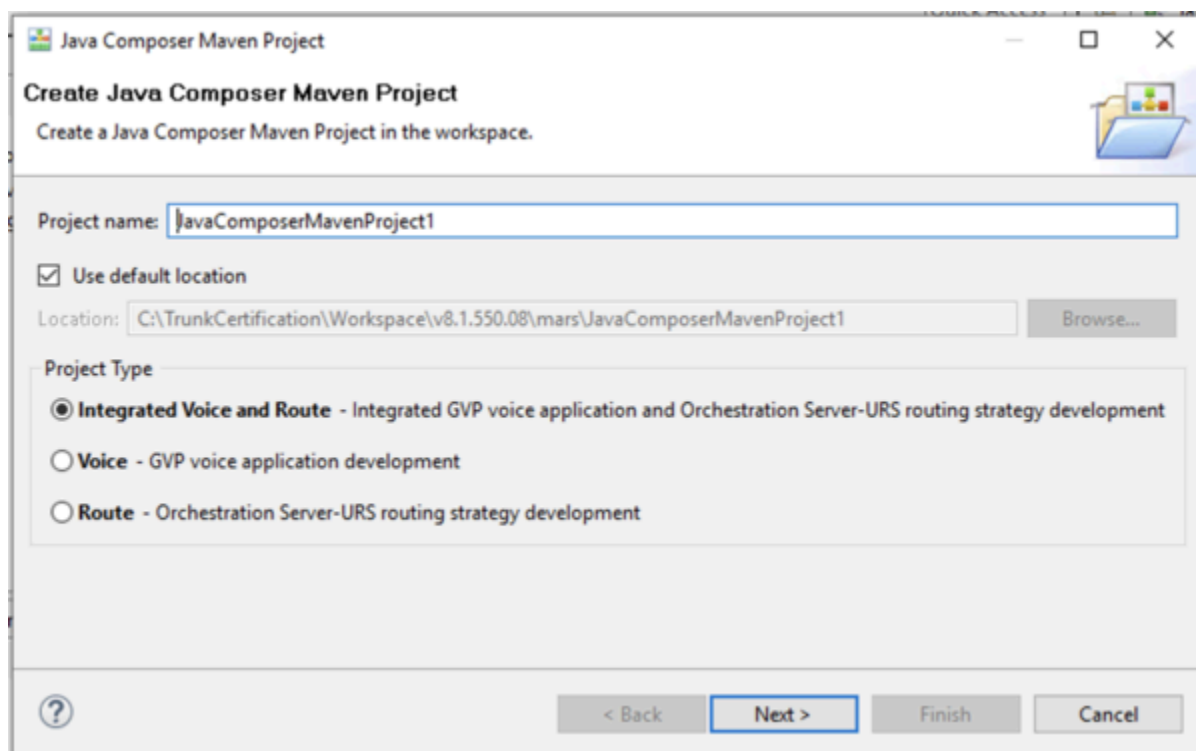 Java Composer Maven Project
Create Java Composer Maven Project
Create a Java Composer Maven Project in the workspace.
Project name: JavaComposerMavenProject1
Use default location
Location: C:\TrunkCertification\Workspace\v8.1.550.08\mars\JavaComposerMavenProject1 Browse...
Project Type
Integrated Voice and Route - Integrated GVP voice application and Orchestration Server-URS routing strategy development
Voice - GVP voice application development
Route - Orchestration Server-URS routing strategy development
? < Back Next > Finish Cancel